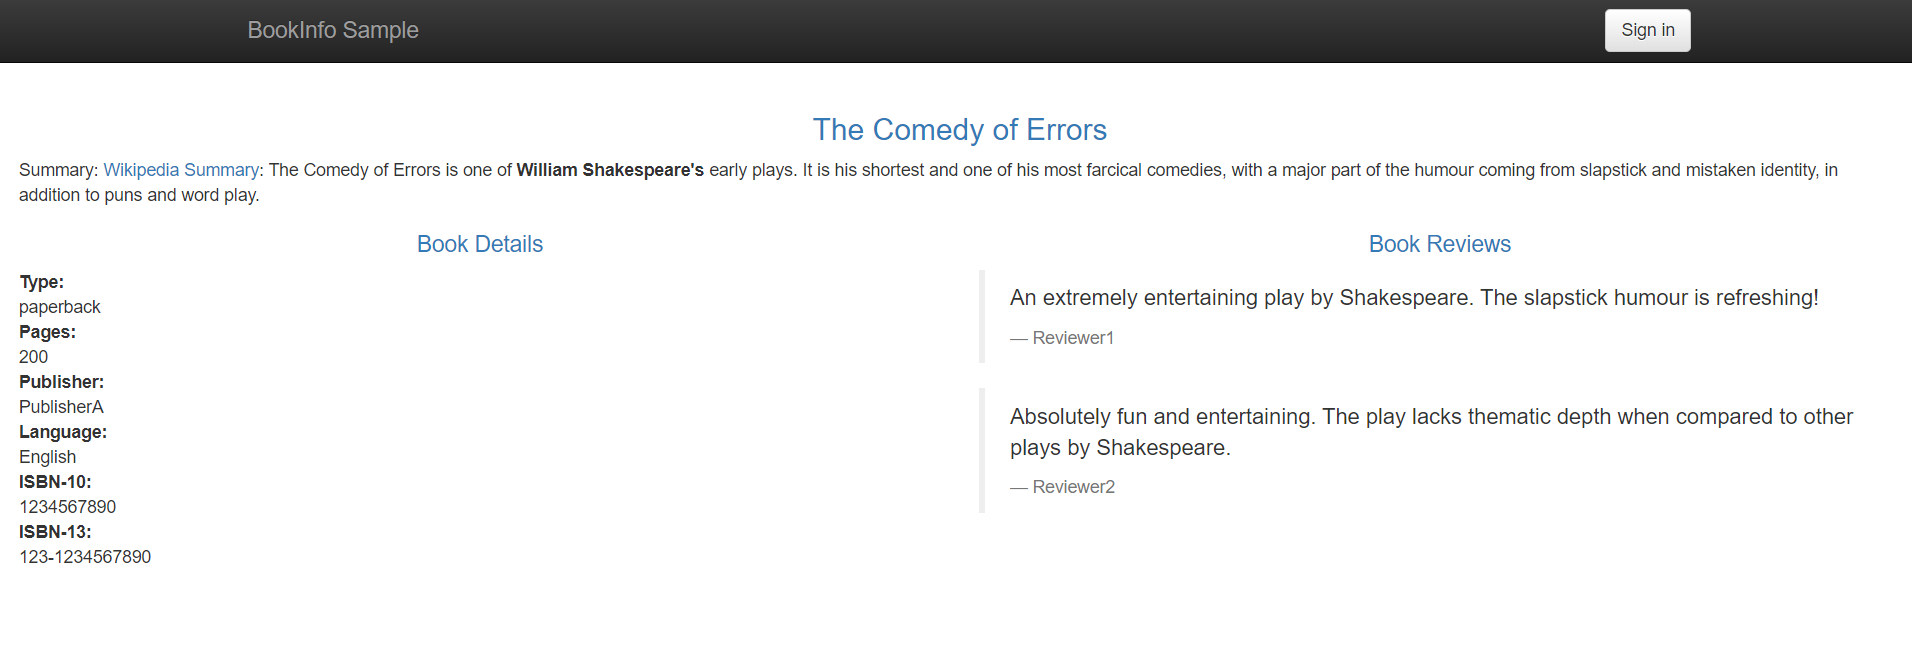 BookInfo Sample
Sign in
The Comedy of Errors
Summary: Wikipedia Summary: The Comedy of Errors is one of William Shakespeare's early plays. It is his shortest and one of his most farcical comedies, with a major part of the humour coming from slapstick and mistaken identity, in
addition to puns and word play.
Book Details
Type:
paperback
Pages:
200
Publisher:
PublisherA
Language:
English
ISBN-10:
1234567890
ISBN-13:
123-1234567890
Book Reviews
An extremely entertaining play by Shakespeare. The slapstick humour is refreshing!
— Reviewer1
Absolutely fun and entertaining. The play lacks thematic depth when compared to other
plays by Shakespeare.
— Reviewer2